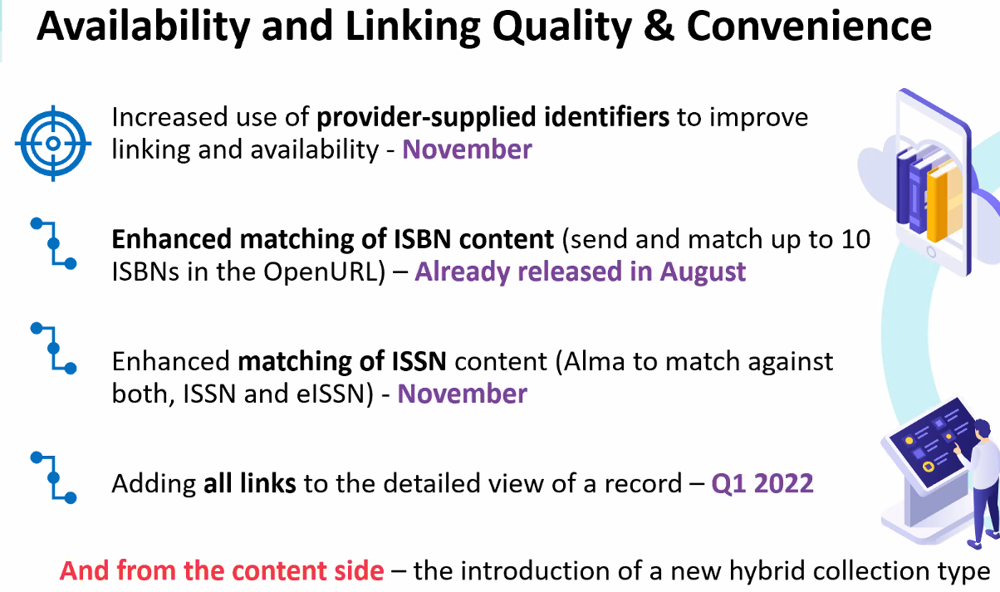 Availability and Linking Quality & Convenience
Increased use of provider-supplied identifiers to improve
linking and availability - November
Enhanced matching of ISBN content (send and match up to 10
ISBNs in the OpenURL) – Already released in August
Enhanced matching of ISSN content (Alma to match against
both, ISSN and eISSN) - November
Adding all links to the detailed view of a record – Q1 2022
And from the content side – the introduction of a new hybrid collection type